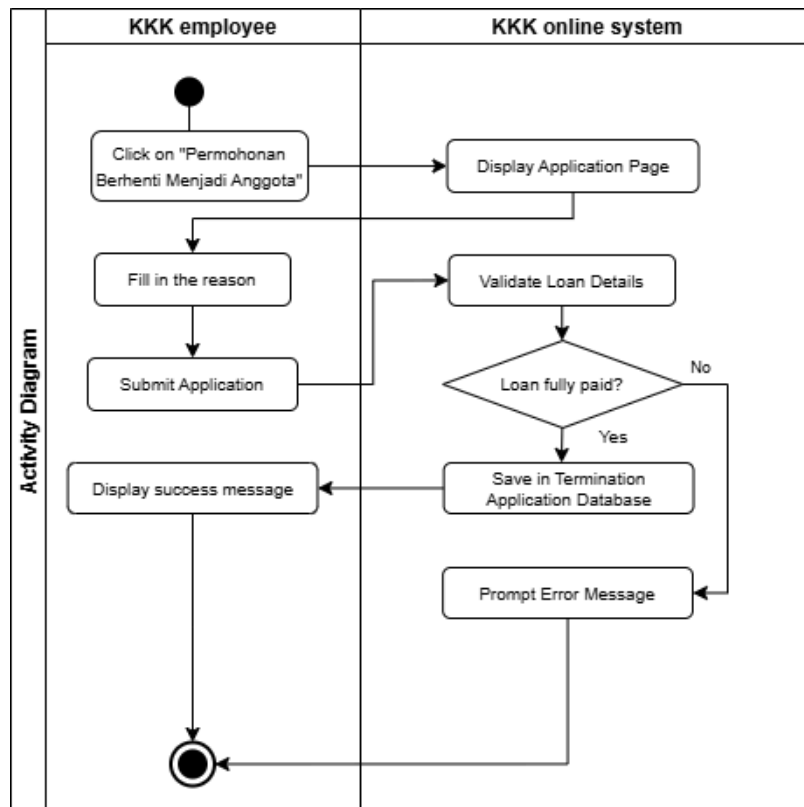 KKK employee
KKK online system
Activity Diagram
Click on "Permohonan
Berhenti Menjadi Anggota"
Display Application Page
Fill in the reason
Validate Loan Details
Submit Application
Loan fully paid?
No
Yes
Display success message
Save in Termination
Application Database
Prompt Error Message